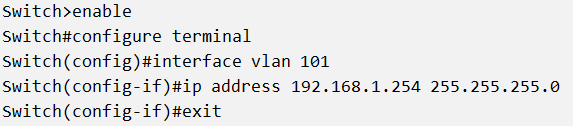 Switch>enable
Switch#configure terminal
Switch(config)#interface vlan 101
Switch(config-if)#ip address 192.168.1.254 255.255.255.0
Switch(config-if)#exit